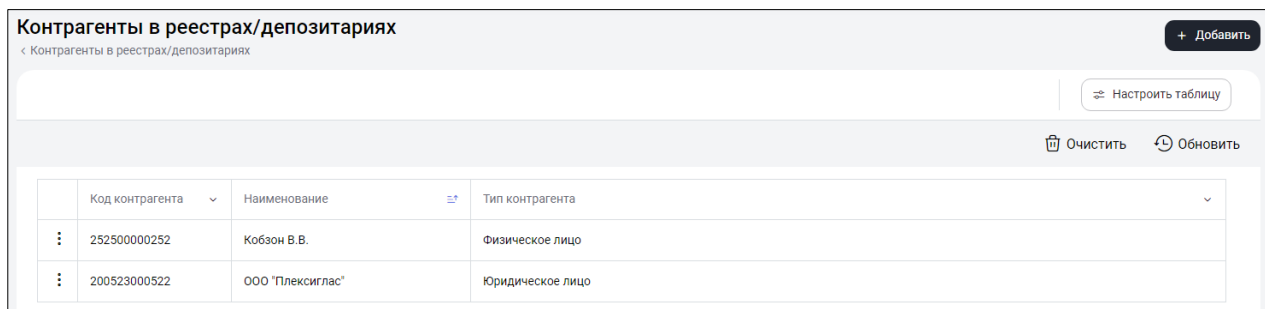 Контрагенты в реестрах/депозитариях
+ Добавить
< Контрагенты в реестрах/депозитариях
Настроить таблицу
Очистить Обновить
Код контрагента Наименование Тип контрагента
252500000252 Кобзон В.В. Физическое лицо
200523000522 ООО "Плексиглас" Юридическое лицо